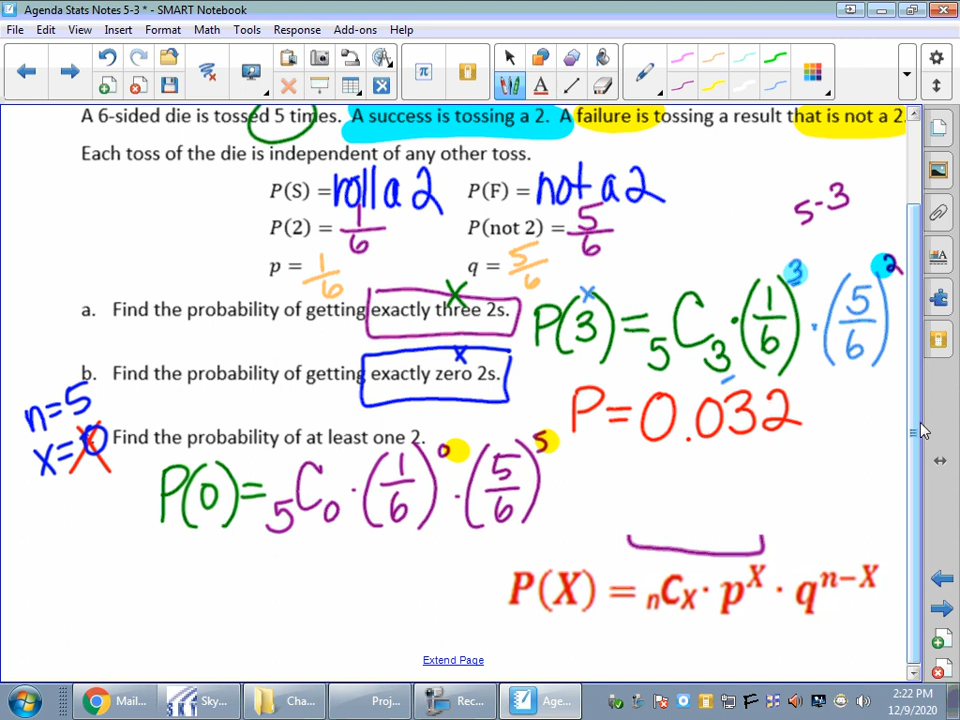 Agenda Stats Notes 5-3 * - SMART Notebook
File Edit View Insert Format Math Tools Response Add-ons Help
A 6-sided die is tossed 5 times. A success is tossing a 2. A failure is tossing a result that is not a 2.
Each toss of the die is independent of any other toss.
P(S) = roll a 2 P(F) = not a 2
5-3
P(2) = 1/6 P(not 2) = 5/6
p = 1/6 q = 5/6
x
a. Find the probability of getting exactly three 2s.
x
P(3) = 5C3 · (1/6)^3 · (5/6)^2
x
b. Find the probability of getting exactly zero 2s.
P = 0.032
n=5
x=0
Find the probability of at least one 2.
P(0) = 5C0 · (1/6)^0 · (5/6)^5
P(X) = nCX · p^X · q^n−X
Extend Page
Mail... Sky... Cha... Proj... Rec... Age...
2:22 PM
12/9/2020